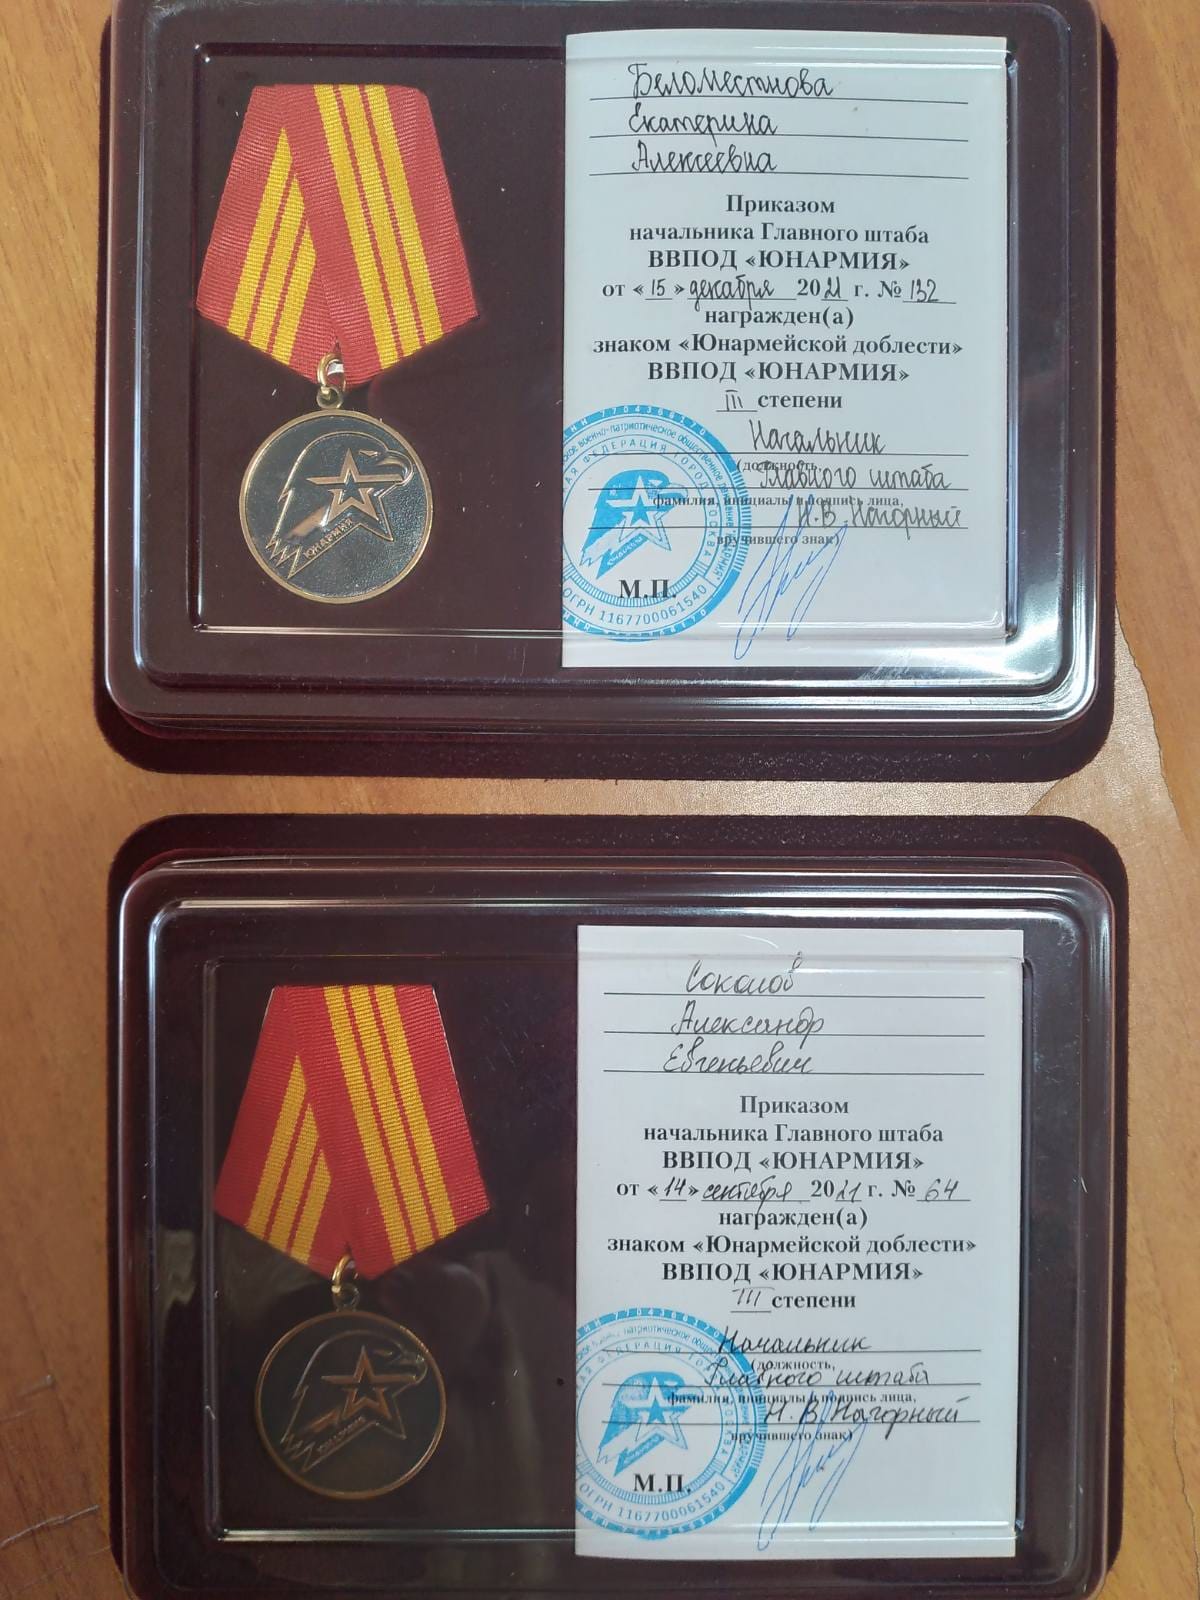 Беломестнова
Екатерина
Алексеевна
Приказом
начальника Главного штаба
ВВПОД «ЮНАРМИЯ»
от «15» декабря 2021 г. № 132
награжден(а)
знаком «Юнармейской доблести»
ВВПОД «ЮНАРМИЯ»
III степени
Начальник
(должность,
Главного штаба
фамилия, инициалы и подпись лица,
Н.В. Нагорный
вручившего знак)
М.П.
ОГРН 1167700061540
ЮНАРМИЯ
Соколов
Александр
Евгеньевич
Приказом
начальника Главного штаба
ВВПОД «ЮНАРМИЯ»
от «14» сентября 2021 г. № 64
награжден(а)
знаком «Юнармейской доблести»
ВВПОД «ЮНАРМИЯ»
III степени
Начальник
(должность,
Главного штаба
фамилия, инициалы и подпись лица,
Н.В. Нагорный
вручившего знак)
М.П.
ОГРН 1167700061540
ЮНАРМИЯ